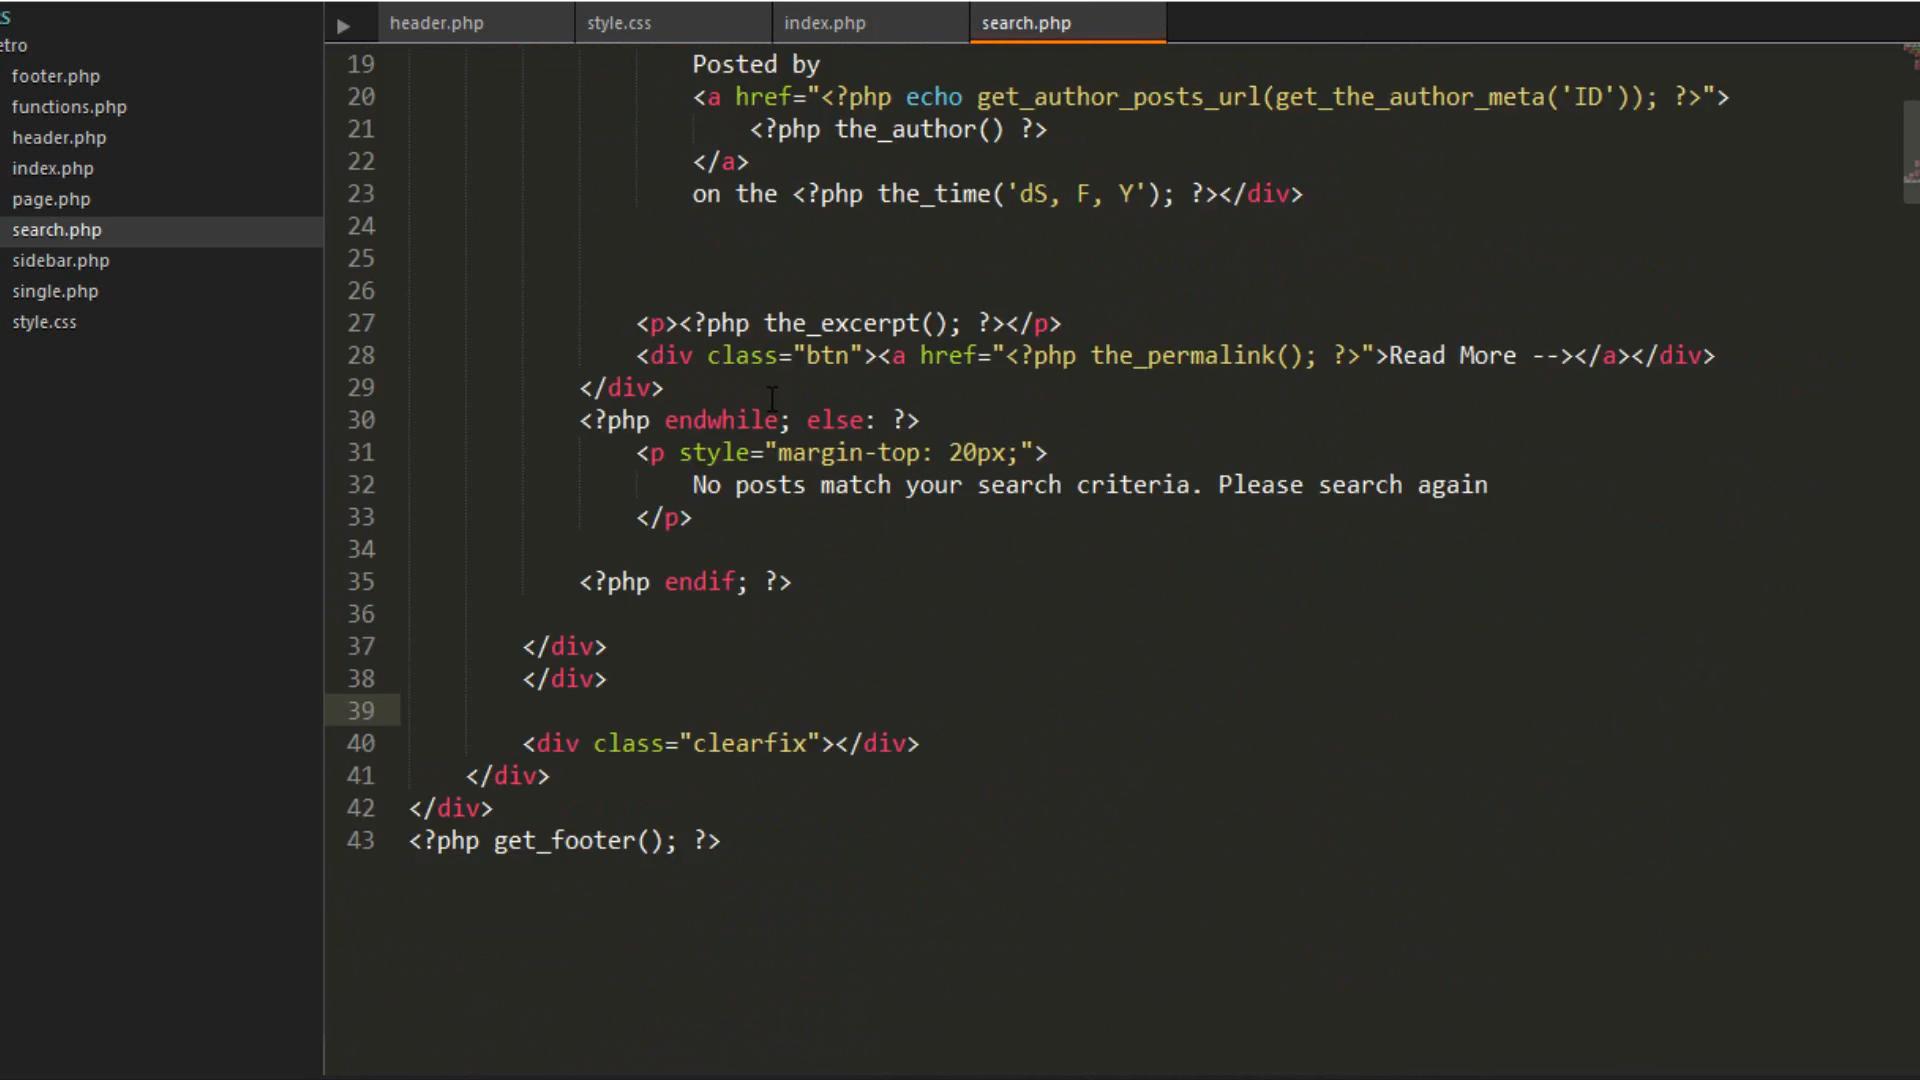 S
etro
footer.php
functions.php
header.php
index.php
page.php
search.php
sidebar.php
single.php
style.css
header.php
style.css
index.php
search.php
19 Posted by
20 <a href="<?php echo get_author_posts_url(get_the_author_meta('ID')); ?>">
21 <?php the_author() ?>
22 </a>
23 on the <?php the_time('dS, F, Y'); ?></div>
24
25
26
27 <p><?php the_excerpt(); ?></p>
28 <div class="btn"><a href="<?php the_permalink(); ?>">Read More --></a></div>
29 </div>
30 <?php endwhile; else: ?>
31 <p style="margin-top: 20px;">
32 No posts match your search criteria. Please search again
33 </p>
34
35 <?php endif; ?>
36
37 </div>
38 </div>
39
40 <div class="clearfix"></div>
41 </div>
42 </div>
43 <?php get_footer(); ?>